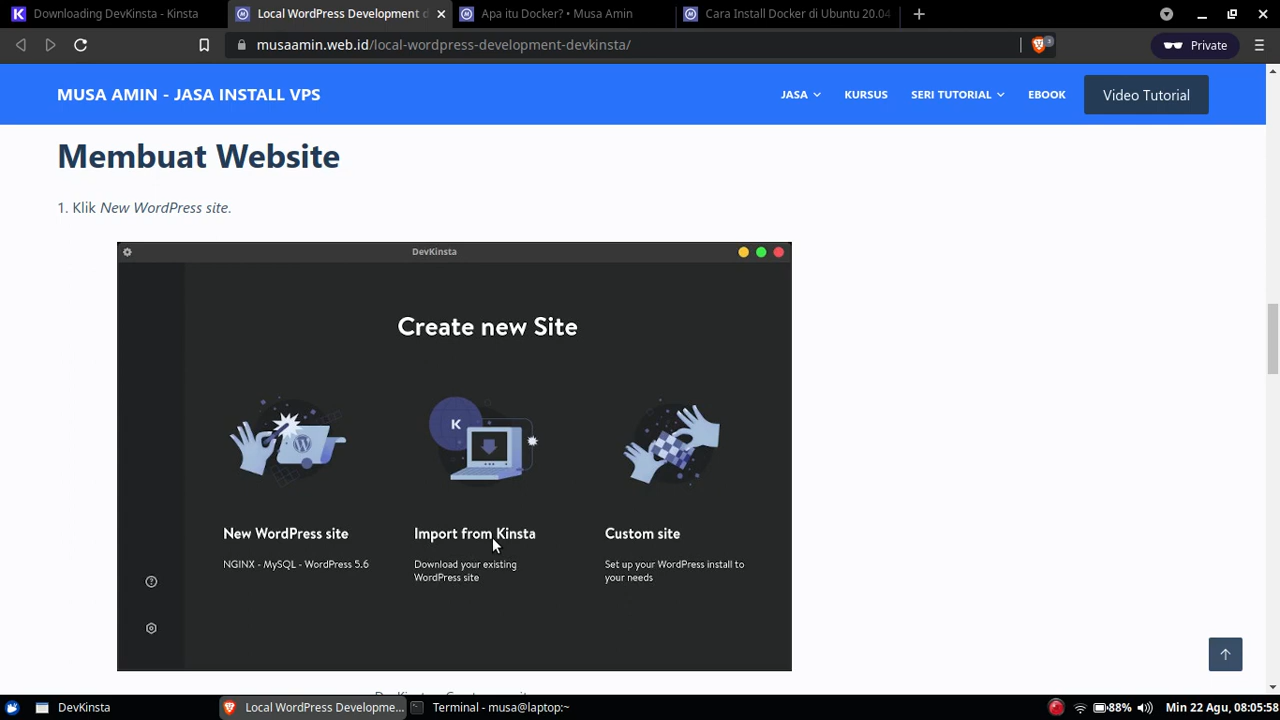 Downloading DevKinsta - Kinsta
Local WordPress Development d
Apa itu Docker? • Musa Amin
Cara Install Docker di Ubuntu 20.04
musaamin.web.id/local-wordpress-development-devkinsta/
3
Private
MUSA AMIN - JASA INSTALL VPS
JASA
KURSUS
SERI TUTORIAL
EBOOK
Video Tutorial
Membuat Website
1. Klik New WordPress site.
DevKinsta
Create new Site
K
New WordPress site
Import from Kinsta
Custom site
NGINX - MySQL - WordPress 5.6
Download your existing
WordPress site
Set up your WordPress install to
your needs
DevKinsta
Local WordPress Developme...
Terminal - musa@laptop:~
88%
Min 22 Agu, 08:05:58